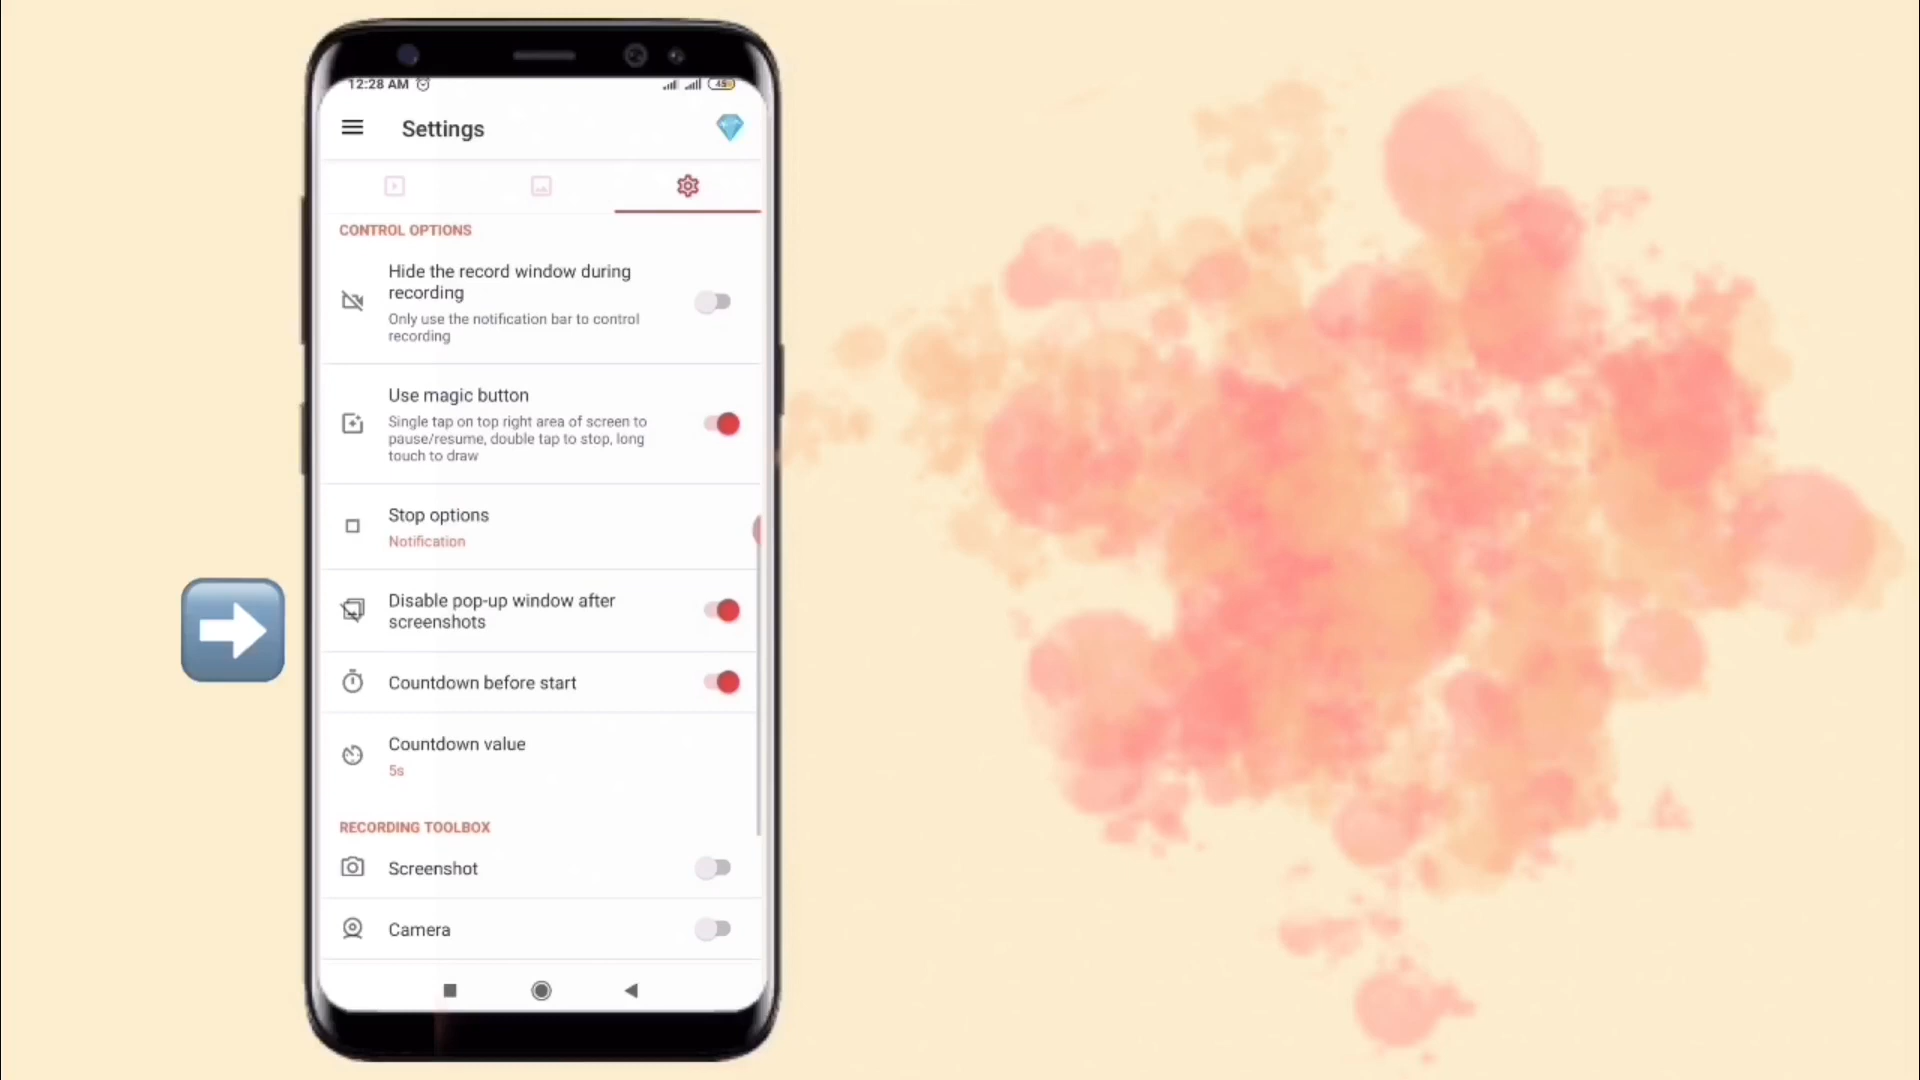 12:28 AM
45
Settings
CONTROL OPTIONS
Hide the record window during
recording
Only use the notification bar to control
recording
Use magic button
Single tap on top right area of screen to
pause/resume, double tap to stop, long
touch to draw
Stop options
Notification
Disable pop-up window after
screenshots
Countdown before start
Countdown value
5s
RECORDING TOOLBOX
Screenshot
Camera